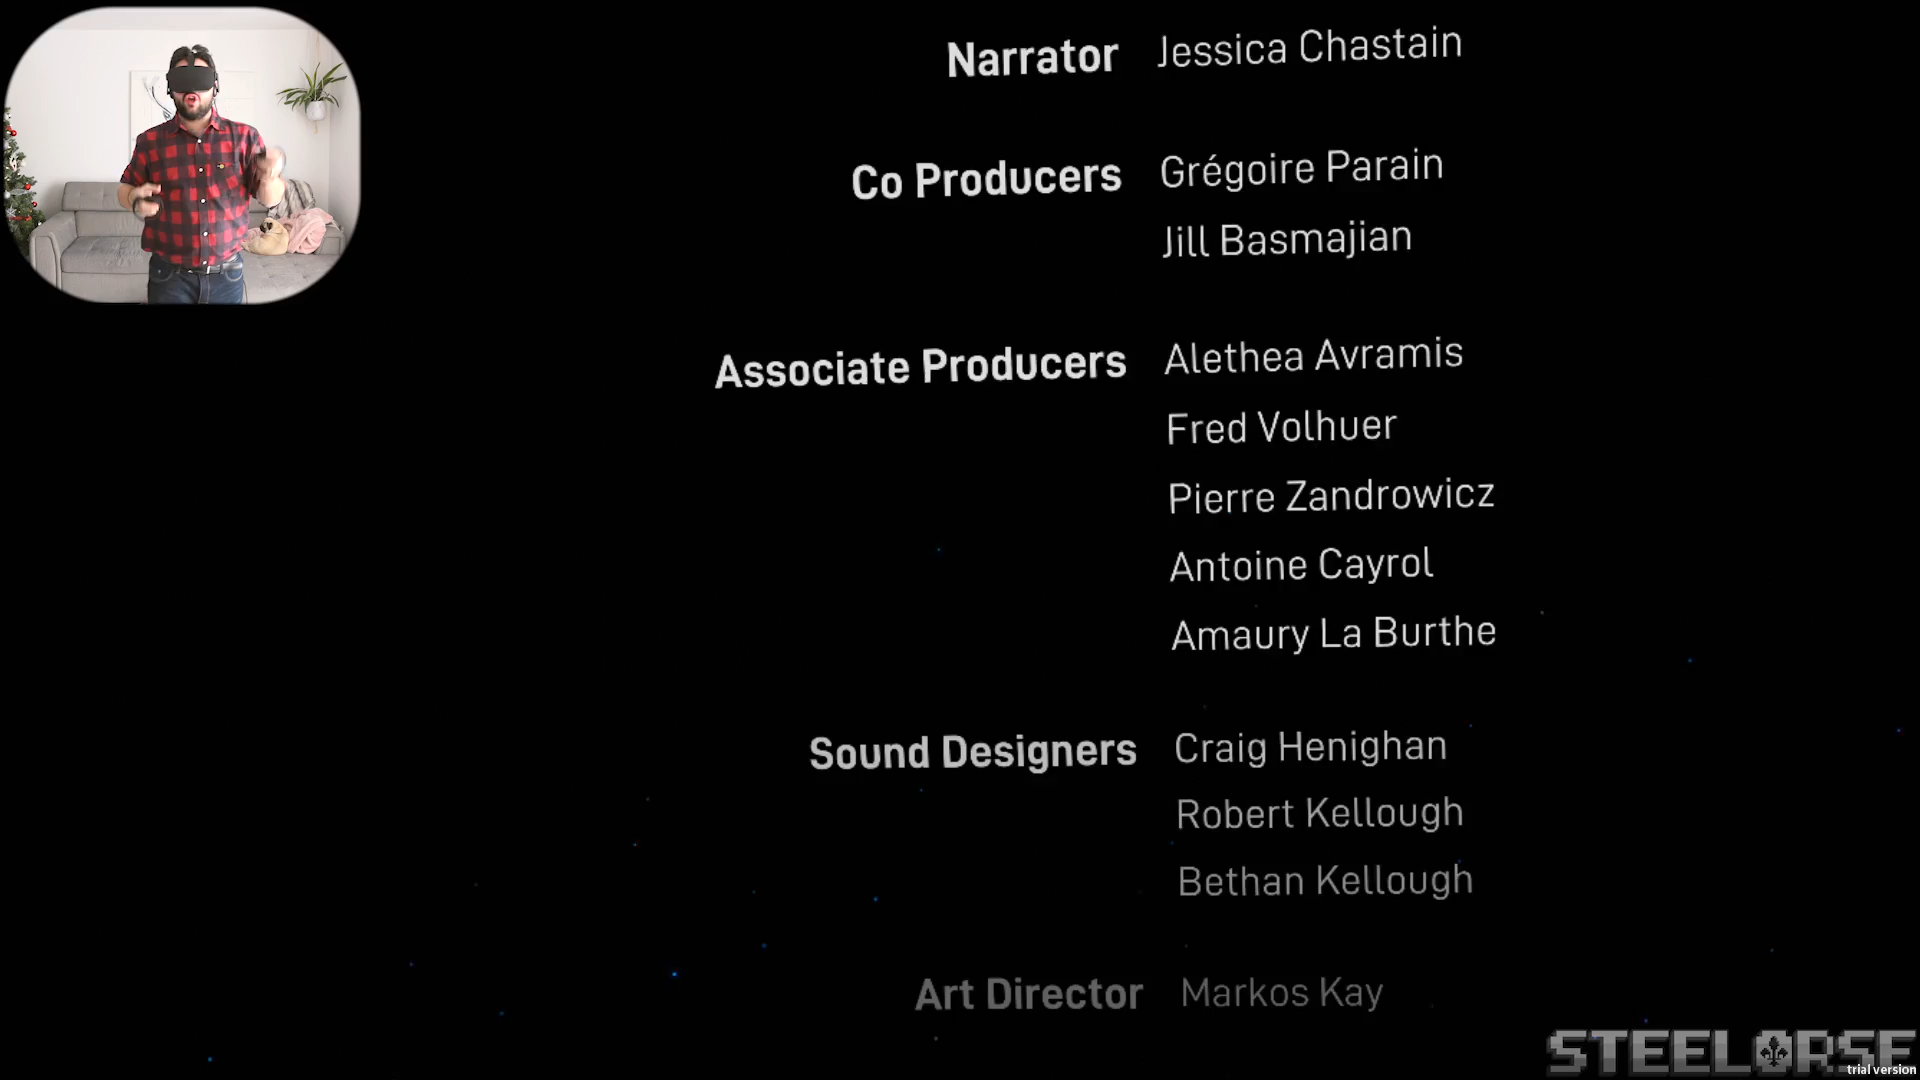 Narrator Jessica Chastain
Co Producers Grégoire Parain
Jill Basmajian
Associate Producers Alethea Avramis
Fred Volhuer
Pierre Zandrowicz
Antoine Cayrol
Amaury La Burthe
Sound Designers Craig Henighan
Robert Kellough
Bethan Kellough
Art Director Markos Kay
STEELORSE
trial version